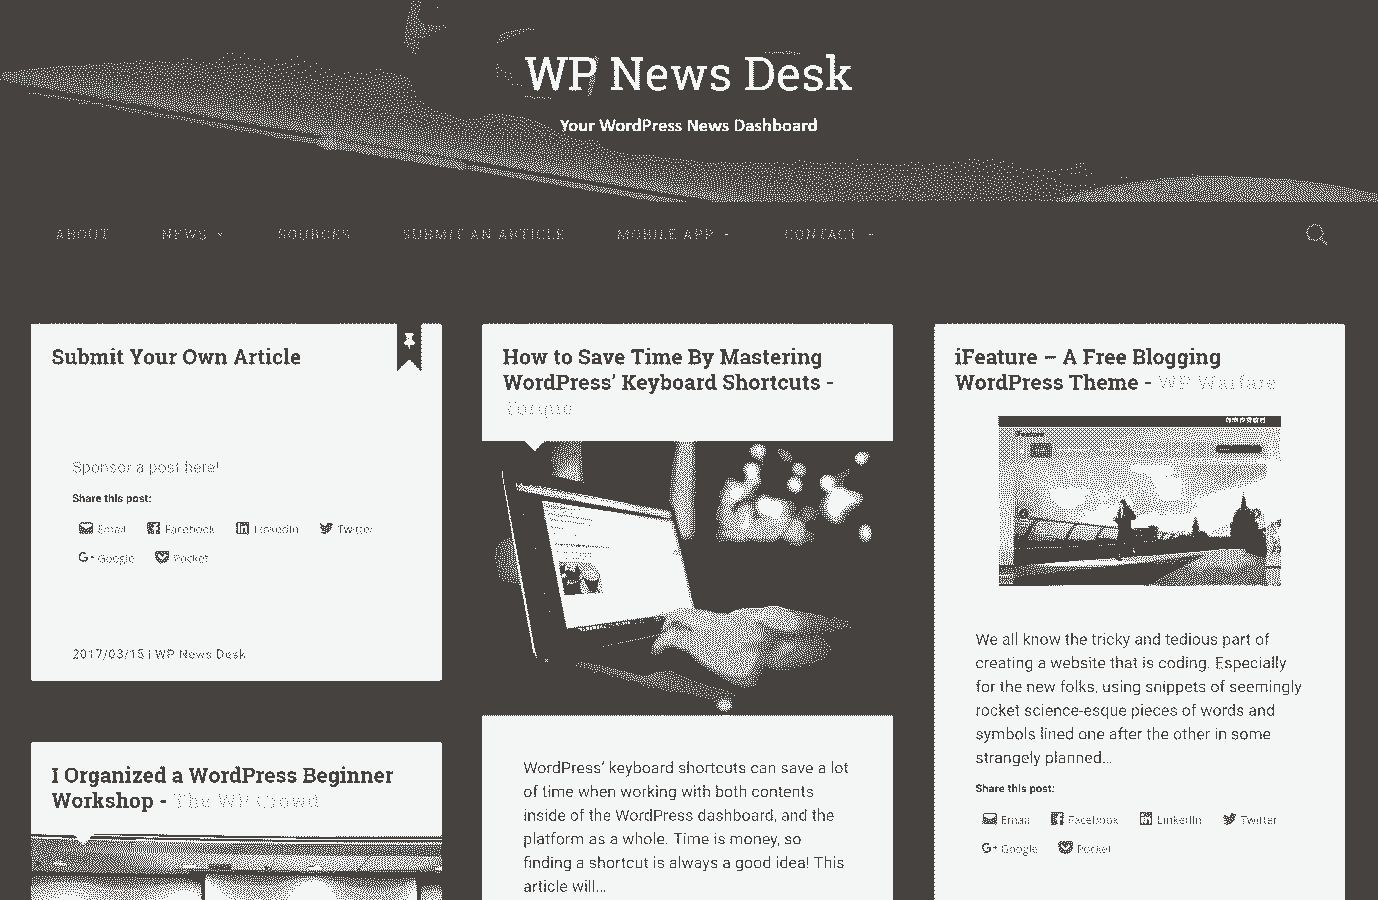 WP News Desk
Your WordPress News Dashboard
ABOUT
NEWS
SOURCES
SUBMIT AN ARTICLE
MOBILE APP
CONTACT
Submit Your Own Article
Sponsor a post here!
Share this post:
Email
Facebook
LinkedIn
Twitter
Google
Pocket
2017/03/15 | WP News Desk
I Organized a WordPress Beginner
Workshop - The WP Crowd
How to Save Time By Mastering
WordPress’ Keyboard Shortcuts -
Torque
WordPress’ keyboard shortcuts can save a lot
of time when working with both contents
inside of the WordPress dashboard, and the
platform as a whole. Time is money, so
finding a shortcut is always a good idea! This
article will...
iFeature – A Free Blogging
WordPress Theme - WP Warfare
We all know the tricky and tedious part of
creating a website that is coding. Especially
for the new folks, using snippets of seemingly
rocket science-esque pieces of words and
symbols lined one after the other in some
strangely planned...
Share this post:
Email
Facebook
LinkedIn
Twitter
Google
Pocket